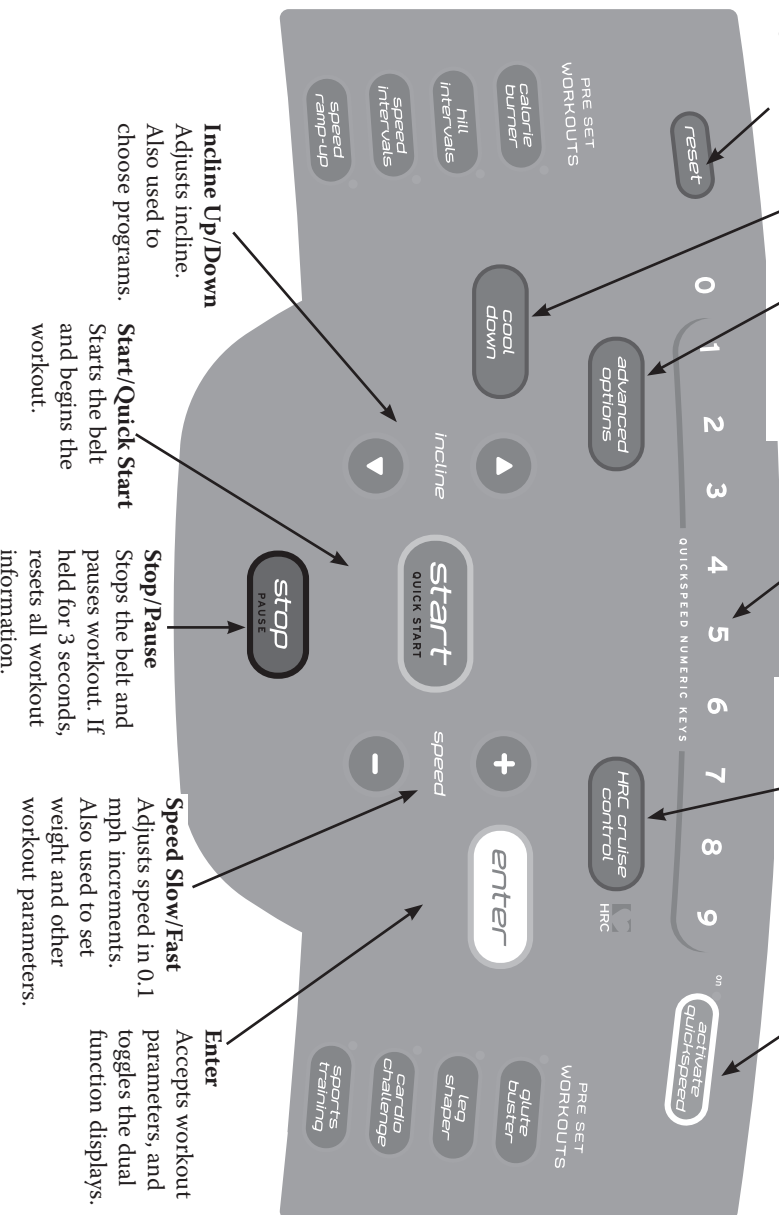 reset
0 1 2 3 4 5 6 7 8 9
QUICKSPEED NUMERIC KEYS
on
activate
quickspeed
PRE SET
WORKOUTS
calorie
burner
hill
intervals
speed
intervals
speed
ramp-up
advanced
options
HRC cruise
control
HRC
cool
down
incline
start
QUICK START
speed
+
-
enter
stop
PAUSE
PRE SET
WORKOUTS
glute
buster
leg
shaper
cardio
challenge
sports
training
Incline Up/Down
Adjusts incline.
Also used to
choose programs.
Start/Quick Start
Starts the belt
and begins the
workout.
Stop/Pause
Stops the belt and
pauses workout. If
held for 3 seconds,
resets all workout
information.
Speed Slow/Fast
Adjusts speed in 0.1
mph increments.
Also used to set
weight and other
workout parameters.
Enter
Accepts workout
parameters, and
toggles the dual
function displays.